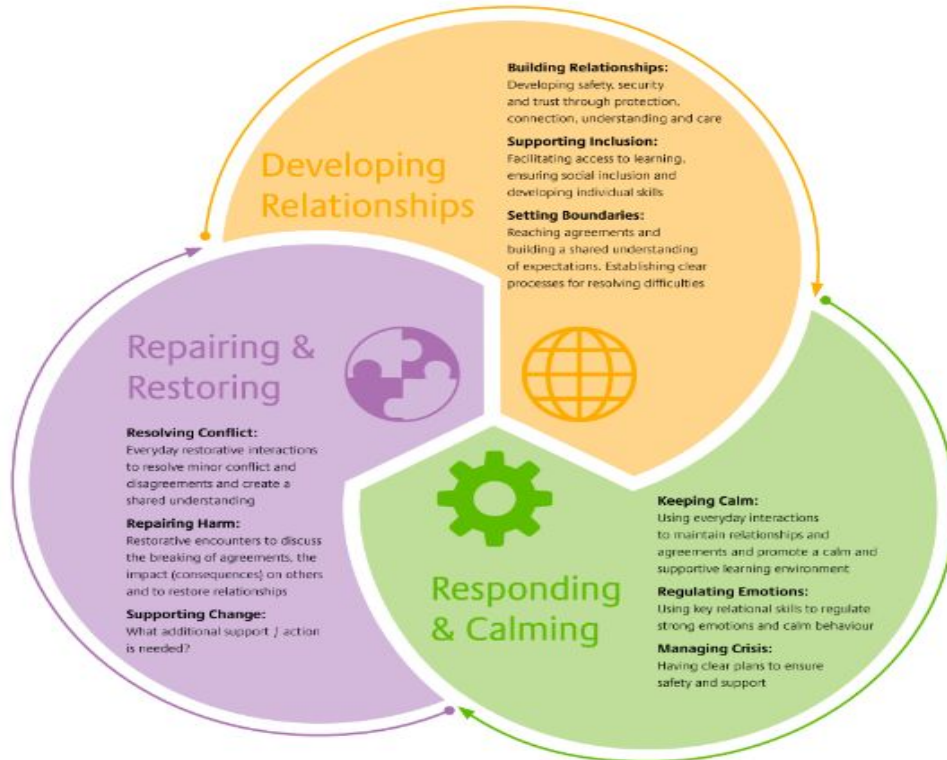 Developing
Relationships
Building Relationships:
Developing safety, security
and trust through protection,
connection, understanding and care
Supporting Inclusion:
Facilitating access to learning,
ensuring social inclusion and
developing individual skills
Setting Boundaries:
Reaching agreements and
building a shared understanding
of expectations. Establishing clear
processes for resolving difficulties
Repairing &
Restoring
Resolving Conflict:
Everyday restorative interactions
to resolve minor conflict and
disagreements and create a
shared understanding
Repairing Harm:
Restorative encounters to discuss
the breaking of agreements, the
impact (consequences) on others
and to restore relationships
Supporting Change:
What additional support / action
is needed?
Responding
& Calming
Keeping Calm:
Using everyday interactions
to maintain relationships and
agreements and promote a calm and
supportive learning environment
Regulating Emotions:
Using key relational skills to regulate
strong emotions and calm behaviour
Managing Crisis:
Having clear plans to ensure
safety and support